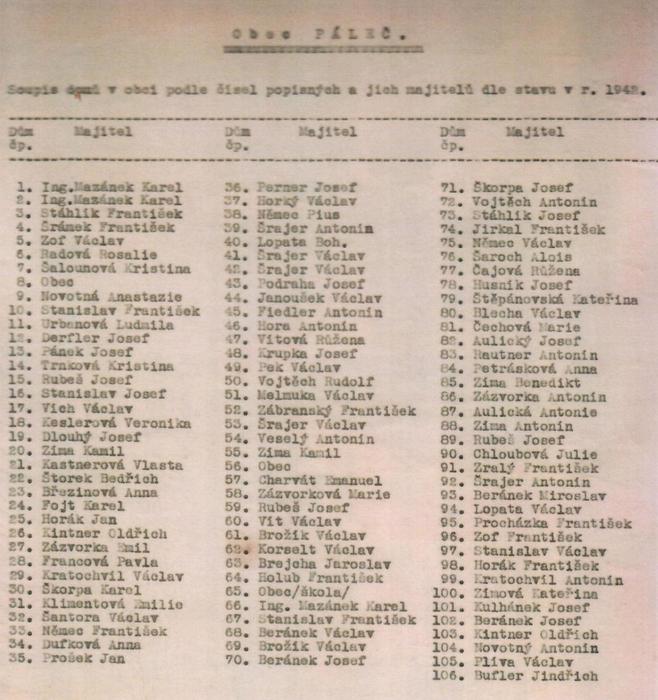 Obec PÁLEČ.
Soupis domů v obci podle čísel popisných a jich majitelů dle stavu v r. 1942.
Dům Majitel Dům Majitel Dům Majitel
čp. čp. čp.
1. Ing.Mazánek Karel
2. Ing.Mazánek Karel
3. Stáhlík František
4. Šrámek František
5. Zof Václav
6. Radová Rosalie
7. Šalounová Kristina
8. Obec
9. Novotná Anastazie
10. Stanislav František
11. Urbanová Ludmila
12. Derfler Josef
13. Pánek Josef
14. Trnková Kristina
15. Rubeš Josef
16. Stanislav Josef
17. Vich Václav
18. Keslerová Veronika
19. Dlouhý Josef
20. Zima Kamil
21. Kastnerová Vlasta
22. Štorek Bedřich
23. Březinová Anna
24. Fojt Karel
25. Horák Jan
26. Kintner Oldřich
27. Zázvorka Emil
28. Francová Pavla
29. Kratochvil Václav
30. Škorpa Karel
31. Klimentová Emilie
32. Šantora Václav
33. Němec František
34. Dufková Anna
35. Prošek Jan
36. Perner Josef
37. Horký Václav
38. Němec Pius
39. Šrajer Antonín
40. Lopata Boh.
41. Šrajer Václav
42. Šrajer Václav
43. Podraha Josef
44. Janoušek Václav
45. Fiedler Antonín
46. Hora Antonín
47. Vítová Růžena
48. Krupka Josef
49. Pek Václav
50. Vojtěch Rudolf
51. Melmuka Václav
52. Zábranský František
53. Šrajer Václav
54. Veselý Antonín
55. Zima Kamil
56. Obec
57. Charvát Emanuel
58. Zázvorková Marie
59. Rubeš Josef
60. Vít Václav
61. Brožík Václav
62. Korselt Václav
63. Brejcha Jaroslav
64. Holub František
65. Obec/škola/
66. Ing. Mazánek Karel
67. Stanislav František
68. Beránek Václav
69. Brožík Václav
70. Beránek Josef
71. Škorpa Josef
72. Vojtěch Antonín
73. Stáhlík Josef
74. Jirkal František
75. Němec Václav
76. Šaroch Alois
77. Čajová Růžena
78. Husník Josef
79. Štěpánovská Kateřina
80. Blecha Václav
81. Čechová Marie
82. Aulický Josef
83. Rautner Antonín
84. Petrásková Anna
85. Zima Benedikt
86. Zázvorka Antonín
87. Aulická Antonie
88. Zima Antonín
89. Rubeš Josef
90. Chloubová Julie
91. Zralý František
92. Šrajer Antonín
93. Beránek Miroslav
94. Lopata Václav
95. Procházka František
96. Zof František
97. Stanislav Václav
98. Horák František
99. Kratochvil Antonín
100. Zimová Kateřina
101. Kulhánek Josef
102. Beránek Josef
103. Kintner Oldřich
104. Novotný Antonín
105. Plíva Václav
106. Bufler Jindřich